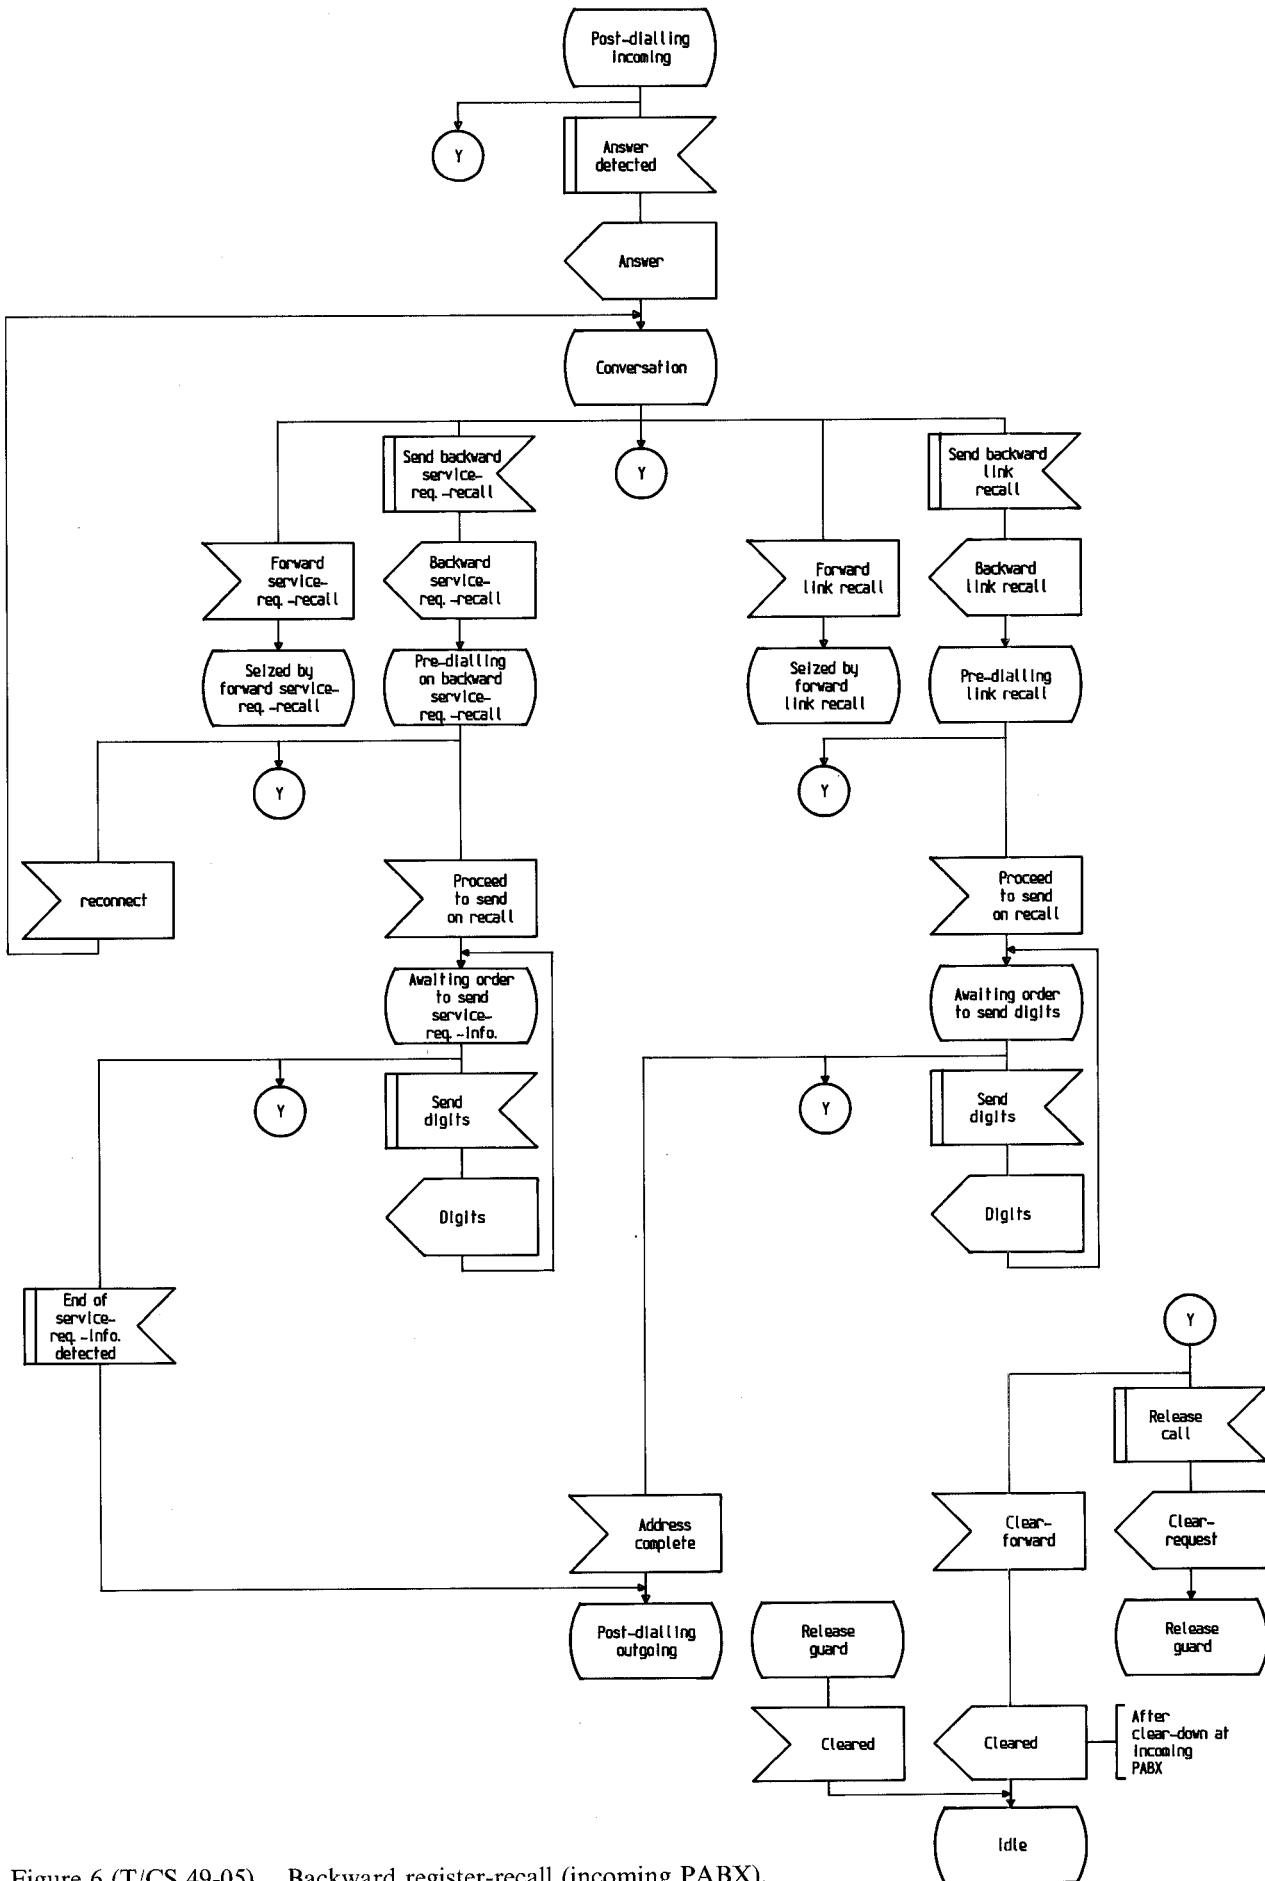 Post-dialling
incoming
Y
Answer
detected
Answer
Conversation
Send backward
service-
req.-recall
Y
Send backward
link
recall
Forward
service-
req.-recall
Backward
service-
req.-recall
Forward
link recall
Backward
link recall
Seized by
forward service-
req.-recall
Pre-dialling
on backward
service-
req.-recall
Seized by
forward
link recall
Pre-dialling
link recall
Y
Y
reconnect
Proceed
to send
on recall
Proceed
to send
on recall
Awaiting order
to send
service-
req.-info.
Awaiting order
to send digits
Y
Send
digits
Y
Send
digits
Digits
Digits
End of
service-
req.-info.
detected
Y
Release
call
Address
complete
Clear-
forward
Clear-
request
Post-dialling
outgoing
Release
guard
Release
guard
Cleared
Cleared
After
clear-down at
incoming
PABX
Idle
Figure 6 (T/CS 49-05). Backward register-recall (incoming PABX).